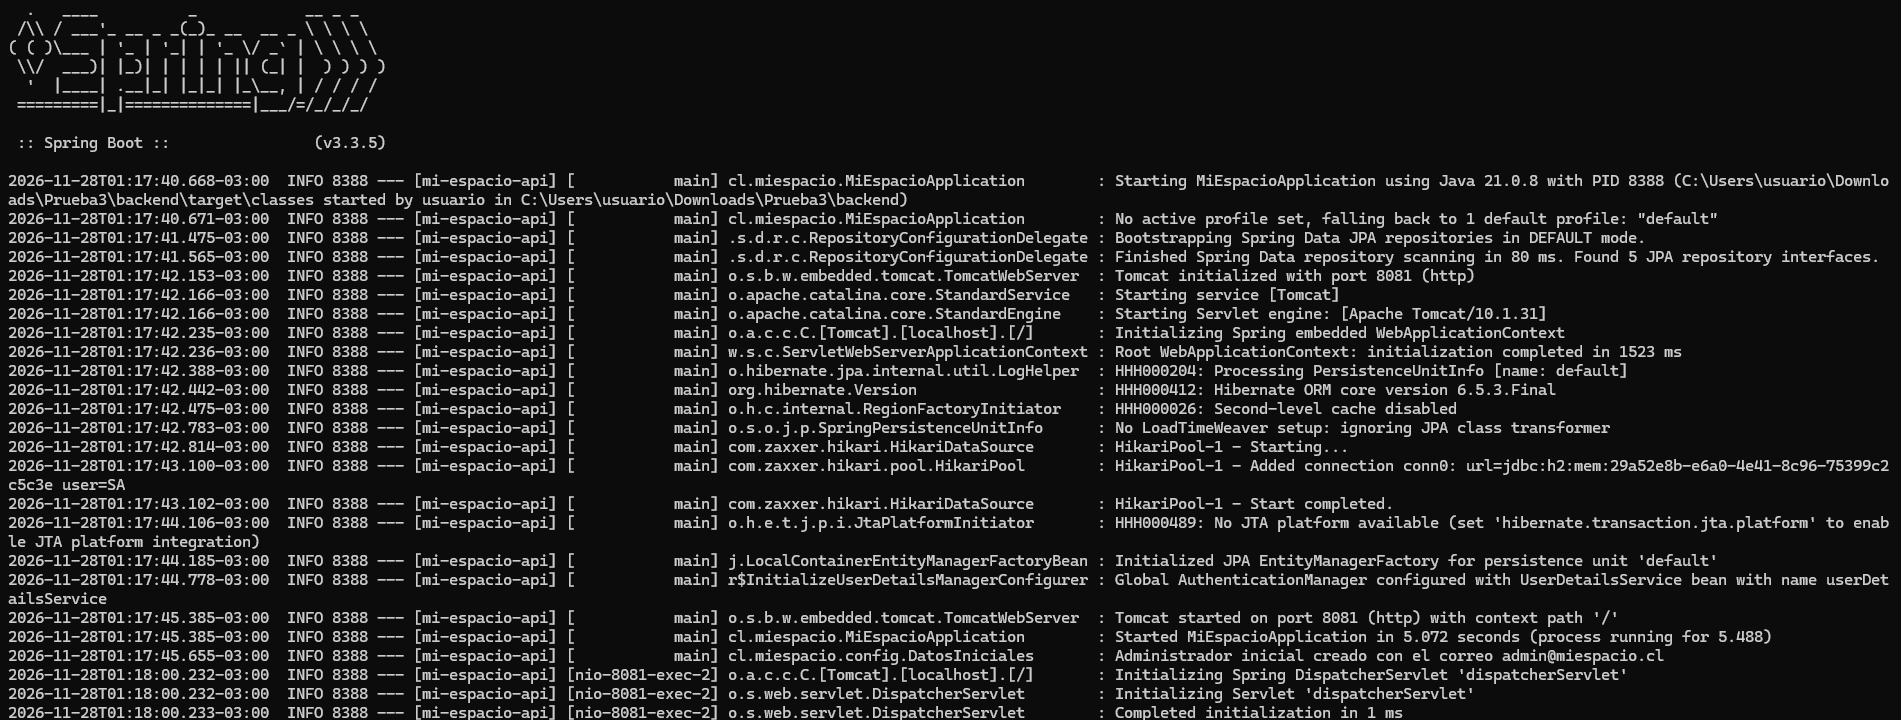 .   ____          _            __ _ _
 /\\ / ___'_ __ _ _(_)_ __  __ _ \ \ \ \
( ( )\___ | '_ | '_| | '_ \/ _` | \ \ \ \
 \\/  ___)| |_)| | | | | || (_| |  ) ) ) )
  '  |____| .__|_| |_|_| |_\__, | / / / /
 =========|_|==============|___/=/_/_/_/

 :: Spring Boot ::                (v3.3.5)

2026-11-28T01:17:40.668-03:00  INFO 8388 --- [mi-espacio-api] [           main] cl.miespacio.MiEspacioApplication        : Starting MiEspacioApplication using Java 21.0.8 with PID 8388 (C:\Users\usuario\Downlo
ads\Prueba3\backend\target\classes started by usuario in C:\Users\usuario\Downloads\Prueba3\backend)
2026-11-28T01:17:40.671-03:00  INFO 8388 --- [mi-espacio-api] [           main] cl.miespacio.MiEspacioApplication        : No active profile set, falling back to 1 default profile: "default"
2026-11-28T01:17:41.475-03:00  INFO 8388 --- [mi-espacio-api] [           main] .s.d.r.c.RepositoryConfigurationDelegate : Bootstrapping Spring Data JPA repositories in DEFAULT mode.
2026-11-28T01:17:41.565-03:00  INFO 8388 --- [mi-espacio-api] [           main] .s.d.r.c.RepositoryConfigurationDelegate : Finished Spring Data repository scanning in 80 ms. Found 5 JPA repository interfaces.
2026-11-28T01:17:42.153-03:00  INFO 8388 --- [mi-espacio-api] [           main] o.s.b.w.embedded.tomcat.TomcatWebServer  : Tomcat initialized with port 8081 (http)
2026-11-28T01:17:42.166-03:00  INFO 8388 --- [mi-espacio-api] [           main] o.apache.catalina.core.StandardService   : Starting service [Tomcat]
2026-11-28T01:17:42.166-03:00  INFO 8388 --- [mi-espacio-api] [           main] o.apache.catalina.core.StandardEngine    : Starting Servlet engine: [Apache Tomcat/10.1.31]
2026-11-28T01:17:42.235-03:00  INFO 8388 --- [mi-espacio-api] [           main] o.a.c.c.C.[Tomcat].[localhost].[/]       : Initializing Spring embedded WebApplicationContext
2026-11-28T01:17:42.236-03:00  INFO 8388 --- [mi-espacio-api] [           main] w.s.c.ServletWebServerApplicationContext : Root WebApplicationContext: initialization completed in 1523 ms
2026-11-28T01:17:42.388-03:00  INFO 8388 --- [mi-espacio-api] [           main] o.hibernate.jpa.internal.util.LogHelper  : HHH000204: Processing PersistenceUnitInfo [name: default]
2026-11-28T01:17:42.442-03:00  INFO 8388 --- [mi-espacio-api] [           main] org.hibernate.Version                    : HHH000412: Hibernate ORM core version 6.5.3.Final
2026-11-28T01:17:42.475-03:00  INFO 8388 --- [mi-espacio-api] [           main] o.h.c.internal.RegionFactoryInitiator    : HHH000026: Second-level cache disabled
2026-11-28T01:17:42.783-03:00  INFO 8388 --- [mi-espacio-api] [           main] o.s.o.j.p.SpringPersistenceUnitInfo      : No LoadTimeWeaver setup: ignoring JPA class transformer
2026-11-28T01:17:42.814-03:00  INFO 8388 --- [mi-espacio-api] [           main] com.zaxxer.hikari.HikariDataSource       : HikariPool-1 - Starting...
2026-11-28T01:17:43.100-03:00  INFO 8388 --- [mi-espacio-api] [           main] com.zaxxer.hikari.pool.HikariPool        : HikariPool-1 - Added connection conn0: url=jdbc:h2:mem:29a52e8b-e6a0-4e41-8c96-75399c2
c5c3e user=SA
2026-11-28T01:17:43.102-03:00  INFO 8388 --- [mi-espacio-api] [           main] com.zaxxer.hikari.HikariDataSource       : HikariPool-1 - Start completed.
2026-11-28T01:17:44.106-03:00  INFO 8388 --- [mi-espacio-api] [           main] o.h.e.t.j.p.i.JtaPlatformInitiator       : HHH000489: No JTA platform available (set 'hibernate.transaction.jta.platform' to enab
le JTA platform integration)
2026-11-28T01:17:44.185-03:00  INFO 8388 --- [mi-espacio-api] [           main] j.LocalContainerEntityManagerFactoryBean : Initialized JPA EntityManagerFactory for persistence unit 'default'
2026-11-28T01:17:44.778-03:00  INFO 8388 --- [mi-espacio-api] [           main] r$InitializeUserDetailsManagerConfigurer : Global AuthenticationManager configured with UserDetailsService bean with name userDet
ailsService
2026-11-28T01:17:45.385-03:00  INFO 8388 --- [mi-espacio-api] [           main] o.s.b.w.embedded.tomcat.TomcatWebServer  : Tomcat started on port 8081 (http) with context path '/'
2026-11-28T01:17:45.385-03:00  INFO 8388 --- [mi-espacio-api] [           main] cl.miespacio.MiEspacioApplication        : Started MiEspacioApplication in 5.072 seconds (process running for 5.488)
2026-11-28T01:17:45.655-03:00  INFO 8388 --- [mi-espacio-api] [           main] cl.miespacio.config.DatosIniciales       : Administrador inicial creado con el correo admin@miespacio.cl
2026-11-28T01:18:00.232-03:00  INFO 8388 --- [mi-espacio-api] [nio-8081-exec-2] o.a.c.c.C.[Tomcat].[localhost].[/]       : Initializing Spring DispatcherServlet 'dispatcherServlet'
2026-11-28T01:18:00.232-03:00  INFO 8388 --- [mi-espacio-api] [nio-8081-exec-2] o.s.web.servlet.DispatcherServlet        : Initializing Servlet 'dispatcherServlet'
2026-11-28T01:18:00.233-03:00  INFO 8388 --- [mi-espacio-api] [nio-8081-exec-2] o.s.web.servlet.DispatcherServlet        : Completed initialization in 1 ms